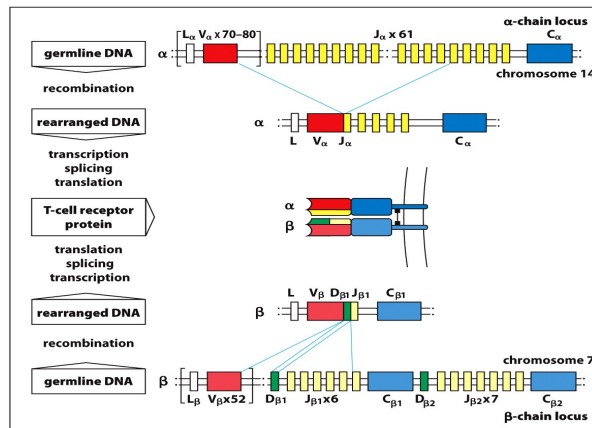 α-chain locus
Lα Vα x 70–80 Jα x 61 Cα
germline DNA α
chromosome 14
recombination
rearranged DNA α
L Vα Jα Cα
transcription
splicing
translation
T-cell receptor
protein
α
β
translation
splicing
transcription
L Vβ Dβ1 Jβ1 Cβ1
rearranged DNA β
recombination
chromosome 7
germline DNA β
Lβ Vβx52 Dβ1 Jβ1x6 Cβ1 Dβ2 Jβ2x7 Cβ2
β-chain locus